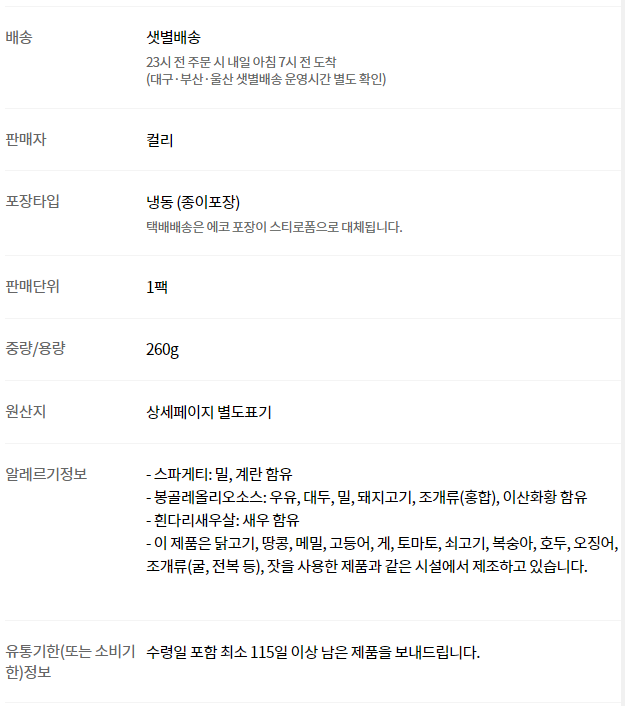 배송
샛별배송
23시 전 주문 시 내일 아침 7시 전 도착
(대구·부산·울산 샛별배송 운영시간 별도 확인)
판매자
컬리
포장타입
냉동 (종이포장)
택배배송은 에코 포장이 스티로폼으로 대체됩니다.
판매단위
1팩
중량/용량
260g
원산지
상세페이지 별도표기
알레르기정보
- 스파게티: 밀, 계란 함유
- 봉골레올리오소스: 우유, 대두, 밀, 돼지고기, 조개류(홍합), 이산화황 함유
- 흰다리새우살: 새우 함유
- 이 제품은 닭고기, 땅콩, 메밀, 고등어, 게, 토마토, 쇠고기, 복숭아, 호두, 오징어,
조개류(굴, 전복 등), 잣을 사용한 제품과 같은 시설에서 제조하고 있습니다.
유통기한(또는 소비기
한)정보
수령일 포함 최소 115일 이상 남은 제품을 보내드립니다.